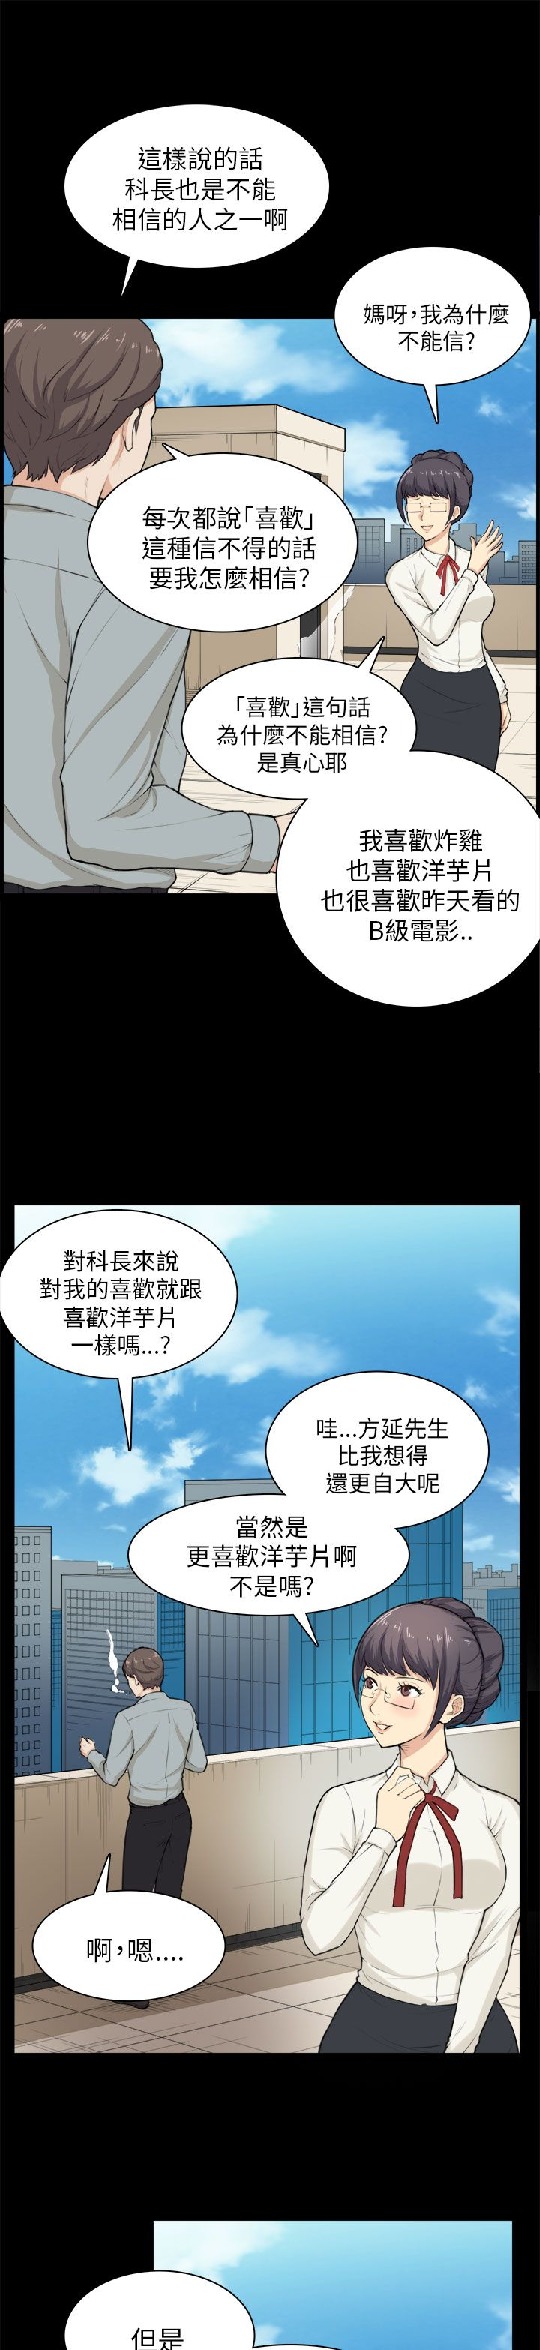 這樣說的話
科長也是不能
相信的人之一啊
媽呀，我為什麼
不能信？
每次都說「喜歡」
這種信不得的話
要我怎麼相信？
「喜歡」這句話
為什麼不能相信？
是真心耶
我喜歡炸雞
也喜歡洋芋片
也很喜歡昨天看的
B級電影..
對科長來說
對我的喜歡就跟
喜歡洋芋片
一樣嗎...？
哇...方延先生
比我想得
還更自大呢
當然是
更喜歡洋芋片啊
不是嗎？
啊，嗯....
但是